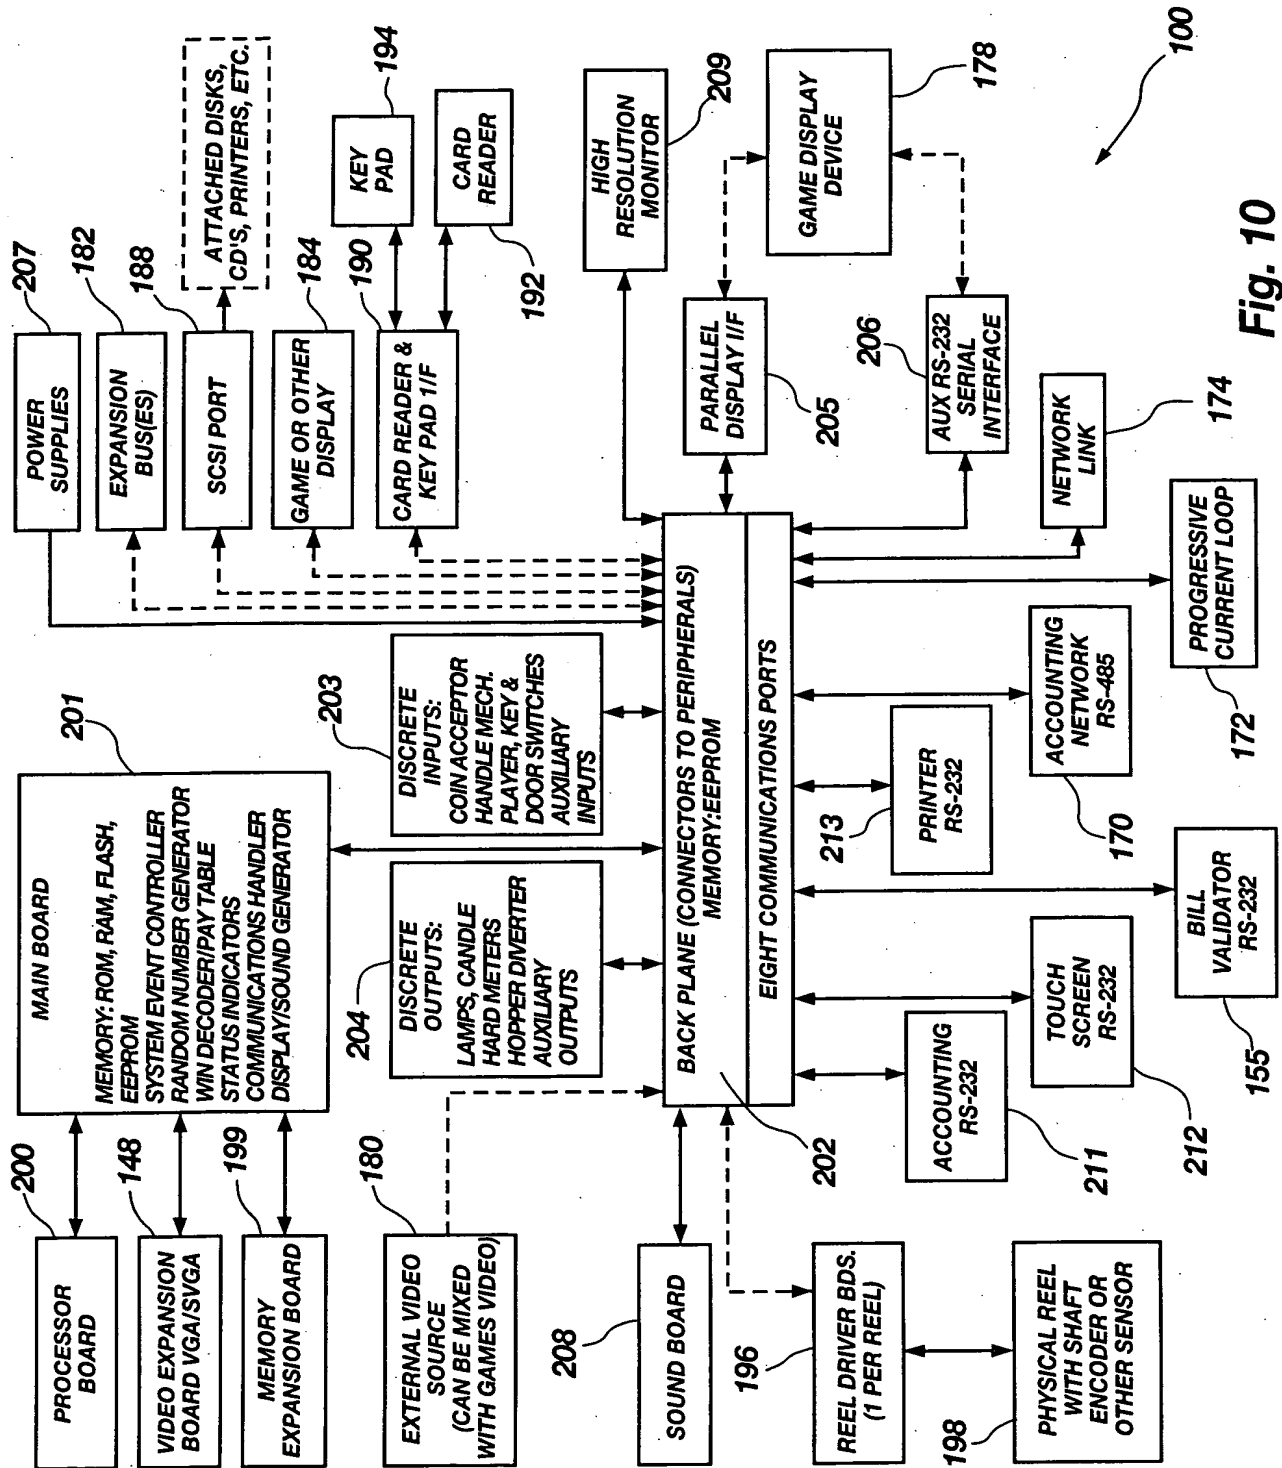 200
PROCESSOR
BOARD
148
VIDEO EXPANSION
BOARD VGA/SVGA
199
MEMORY
EXPANSION BOARD
201
MAIN BOARD
MEMORY: ROM, RAM, FLASH,
EEPROM
SYSTEM EVENT CONTROLLER
RANDOM NUMBER GENERATOR
WIN DECODER/PAY TABLE
STATUS INDICATORS
COMMUNICATIONS HANDLER
DISPLAY/SOUND GENERATOR
207
POWER
SUPPLIES
182
EXPANSION
BUS(ES)
188
SCSI PORT
ATTACHED DISKS,
CD'S, PRINTERS, ETC.
184
GAME OR OTHER
DISPLAY
190
CARD READER &
KEY PAD 1/F
194
KEY
PAD
CARD
READER
192
180
EXTERNAL VIDEO
SOURCE
(CAN BE MIXED
WITH GAMES VIDEO)
204
DISCRETE
OUTPUTS:
LAMPS, CANDLE
HARD METERS
HOPPER DIVERTER
AUXILIARY
OUTPUTS
203
DISCRETE
INPUTS:
COIN ACCEPTOR
HANDLE MECH.
PLAYER, KEY &
DOOR SWITCHES
AUXILIARY
INPUTS
HIGH
RESOLUTION
MONITOR
209
208
SOUND BOARD
BACK PLANE (CONNECTORS TO PERIPHERALS)
MEMORY:EEPROM
EIGHT COMMUNICATIONS PORTS
202
PARALLEL
DISPLAY I/F
205
GAME DISPLAY
DEVICE
178
196
REEL DRIVER BDS.
(1 PER REEL)
198
PHYSICAL REEL
WITH SHAFT
ENCODER OR
OTHER SENSOR
ACCOUNTING
RS-232
211
TOUCH
SCREEN
RS-232
212
BILL
VALIDATOR
RS-232
155
213
PRINTER
RS-232
ACCOUNTING
NETWORK
RS-485
170
PROGRESSIVE
CURRENT LOOP
172
NETWORK
LINK
174
206
AUX RS-232
SERIAL
INTERFACE
100
Fig. 10